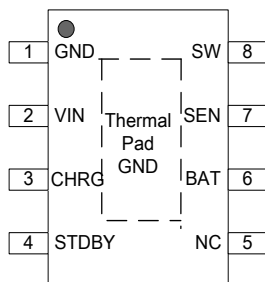 1 GND SW 8
2 VIN SEN 7
Thermal
Pad
GND
3 CHRG BAT 6
4 STDBY NC 5